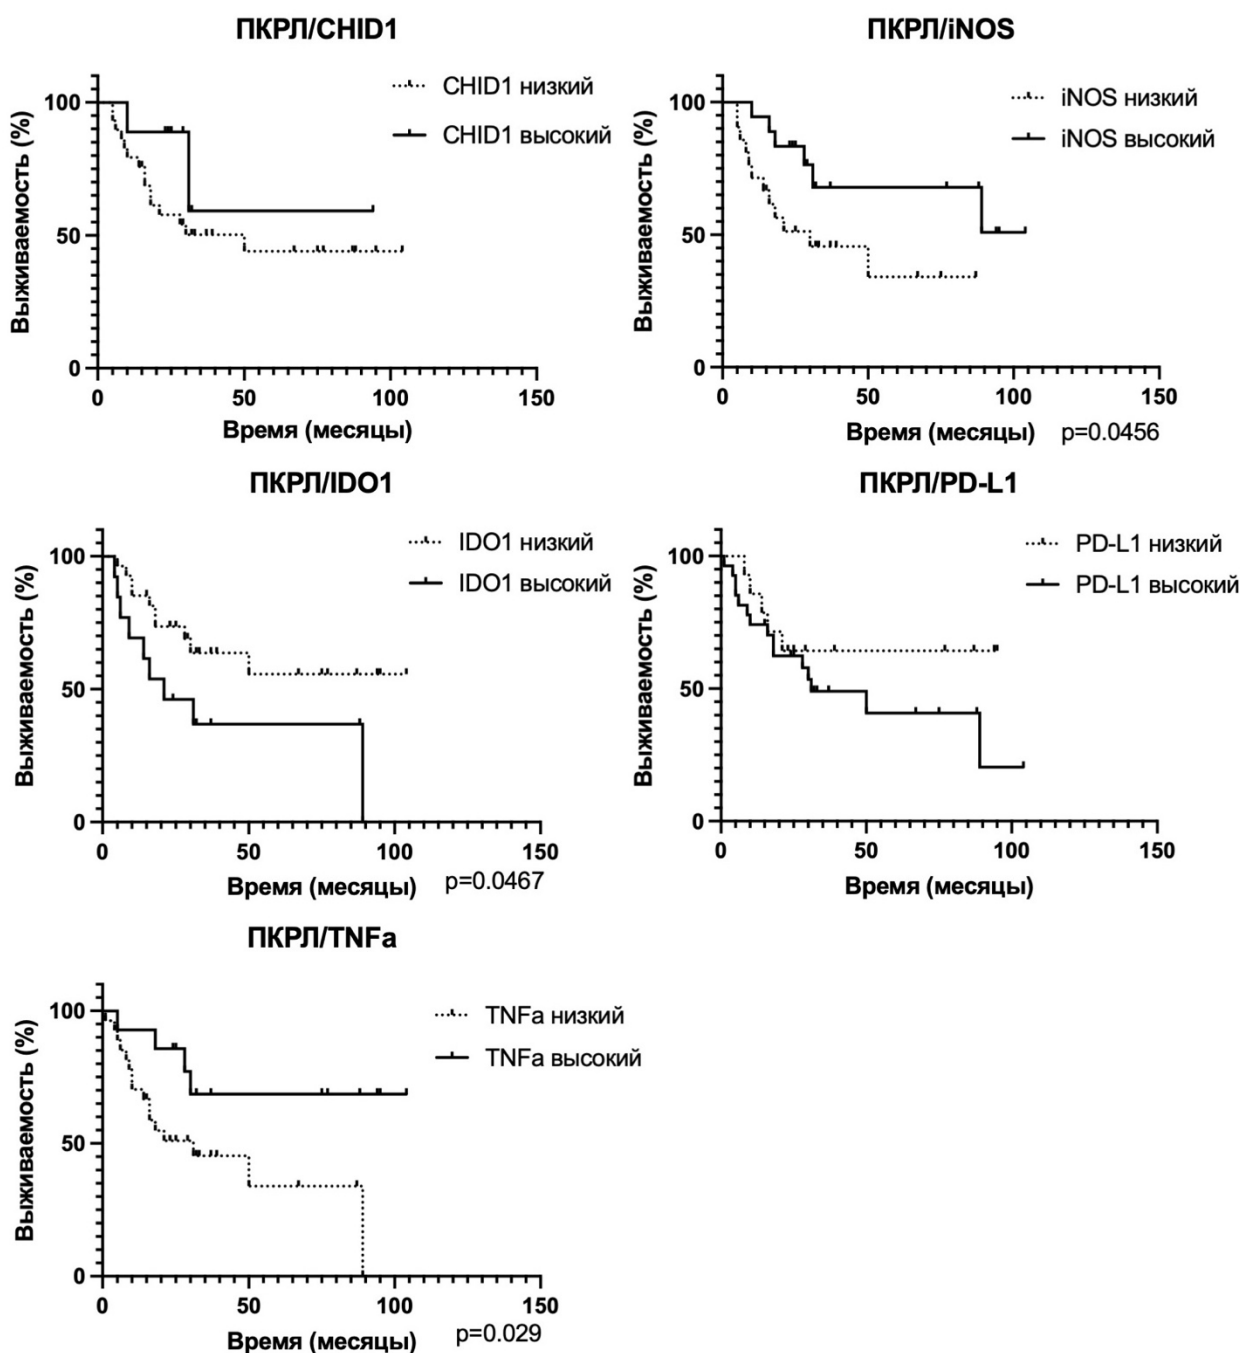 ПКРЛ/CHID1
CHID1 низкий
CHID1 высокий
Выживаемость (%)
100
50
0
0 50 100 150
Время (месяцы)
ПКРЛ/iNOS
iNOS низкий
iNOS высокий
Выживаемость (%)
100
50
0
0 50 100 150
Время (месяцы) p=0.0456
ПКРЛ/IDO1
IDO1 низкий
IDO1 высокий
Выживаемость (%)
100
50
0
0 50 100 150
Время (месяцы) p=0.0467
ПКРЛ/PD-L1
PD-L1 низкий
PD-L1 высокий
Выживаемость (%)
100
50
0
0 50 100 150
Время (месяцы)
ПКРЛ/TNFa
TNFa низкий
TNFa высокий
Выживаемость (%)
100
50
0
0 50 100 150
Время (месяцы) p=0.029